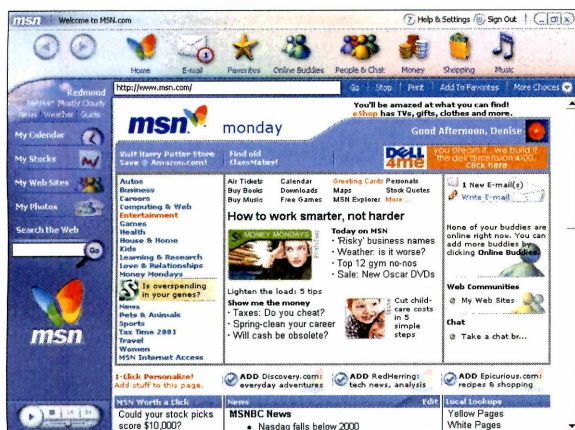 msn Welcome to MSN.com
Help & Settings Sign Out
Home E-mail Favorites Online Buddies People & Chat Money Shopping Music
Redmond
Mostly Cloudy
News Weather Guide
http://www.msn.com/
Go Stop Print Add To Favorites More Choices
My Calendar
My Stocks
My Web Sites
My Photos
Search the Web
Go
msn
You'll be amazed at what you can find!
eShop has TVs, gifts, clothes and more.
msn monday
Good Afternoon, Denise
Visit Harry Potter Store
Save @ Amazon.com!
Find old
ClassMates!
DELL
4me
you dream it.. we build it.
the dell dimension
Click here
Autos
Business
Careers
Computing & Web
Entertainment
Games
Health
House & Home
Kids
Learning & Research
Love & Relationships
Money Mondays
Is overspending
in your genes?
News
Pets & Animals
Sports
Tax Time 2001
Travel
Women
MSN Internet Access
Air Tickets Calendar Greeting Cards Personals
Buy Books Downloads Maps Stock Quotes
Buy Music Free Games MSN Explorer More ...
How to work smarter, not harder
MONEY MONDAYS
Today on MSN
· 'Risky' business names
· Weather: is it worse?
· Top 12 gym no-nos
· Sale: New Oscar DVDs
Lighten the load: 5 tips
Show me the money
· Taxes: Do you cheat?
· Spring-clean your career
· Will cash be obsolete?
Cut child-
care costs
in 5
simple
steps
1 New E-mail(s)
Write E-mail
None of your buddies are
online right now. You can
add more buddies by
clicking Online Buddies.
Web Communities
My Web Sites
Chat
Take a chat br...
1-Click Personalize!
Add stuff to this page.
ADD Discovery.com:
everyday adventures
ADD RedHerring:
tech news, analysis
ADD Epicurious.com:
recipes & shopping
MSN Worth a Click
Could your stock picks
score $10,000?
News Edit
MSNBC News
• Nasdaq falls below 2000
Local Lookups
Yellow Pages
White Pages